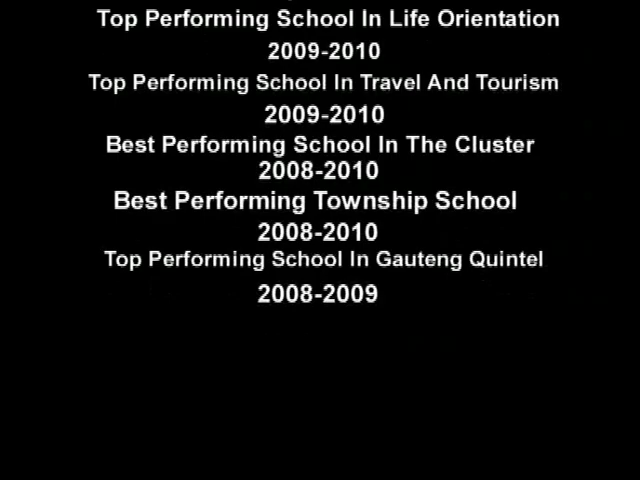 Top Performing School In Life Orientation
2009-2010
Top Performing School In Travel And Tourism
2009-2010
Best Performing School In The Cluster
2008-2010
Best Performing Township School
2008-2010
Top Performing School In Gauteng Quintel
2008-2009